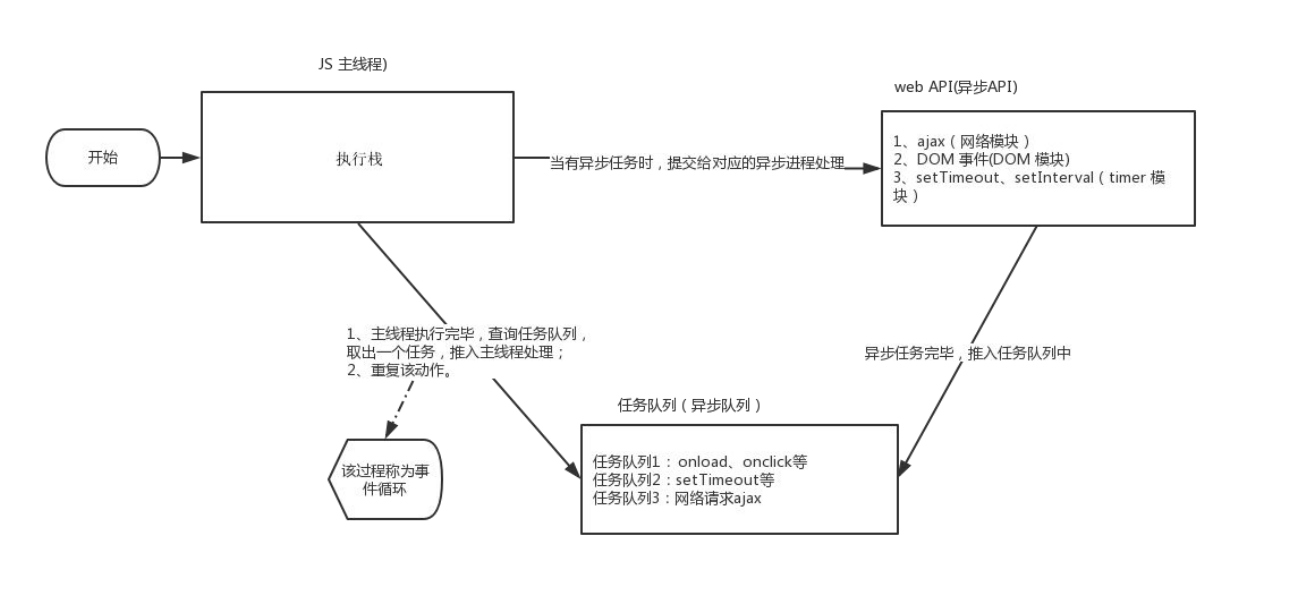 JS 主线程)
web API(异步API)
开始
执行栈
当有异步任务时，提交给对应的异步进程处理
1、ajax（网络模块）
2、DOM 事件(DOM 模块)
3、setTimeout、setInterval（timer 模
块）
1、主线程执行完毕，查询任务队列，
取出一个任务，推入主线程处理；
2、重复该动作。
异步任务完毕，推入任务队列中
任务队列（异步队列）
该过程称为事
件循环
任务队列1：onload、onclick等
任务队列2：setTimeout等
任务队列3：网络请求ajax